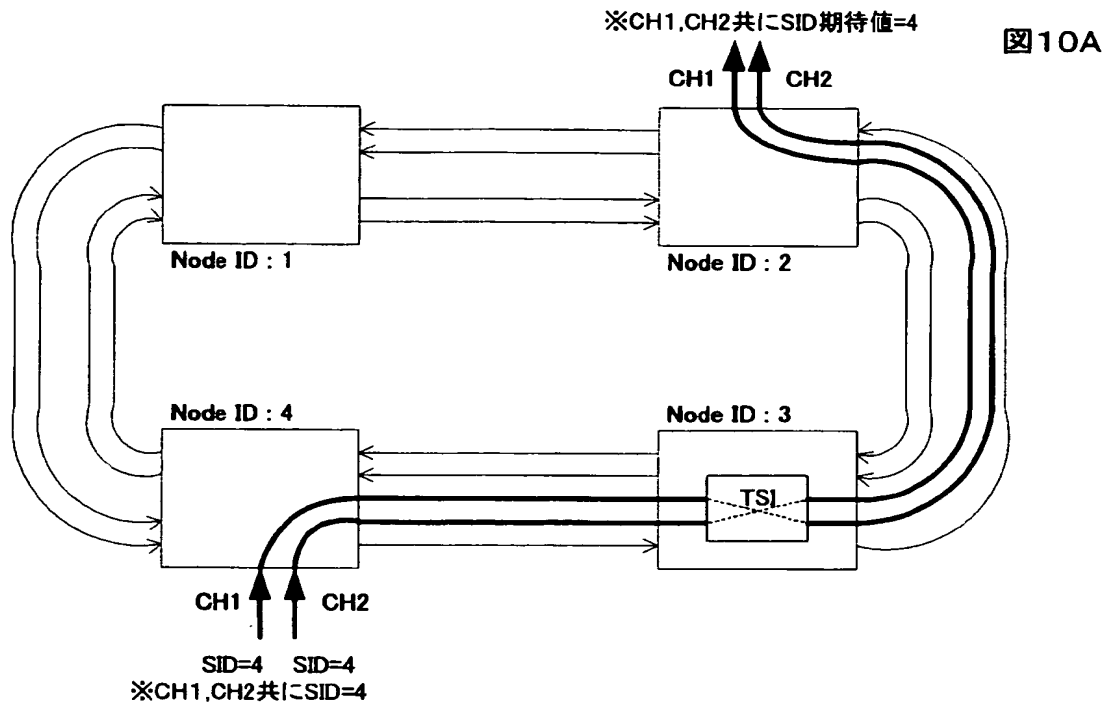 ※CH1,CH2共にSID期待値=4
図10A
CH1
CH2
Node ID : 1
Node ID : 2
Node ID : 4
Node ID : 3
TSI
CH1
CH2
SID=4
SID=4
※CH1,CH2共にSID=4